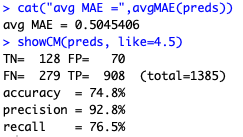 > cat("avg MAE =",avgMAE(preds))
avg MAE = 0.5045406
> showCM(preds, like=4.5)
TN=  128 FP=   70
FN=  279 TP=  908  (total=1385)
accuracy  = 74.8%
precision = 92.8%
recall    = 76.5%